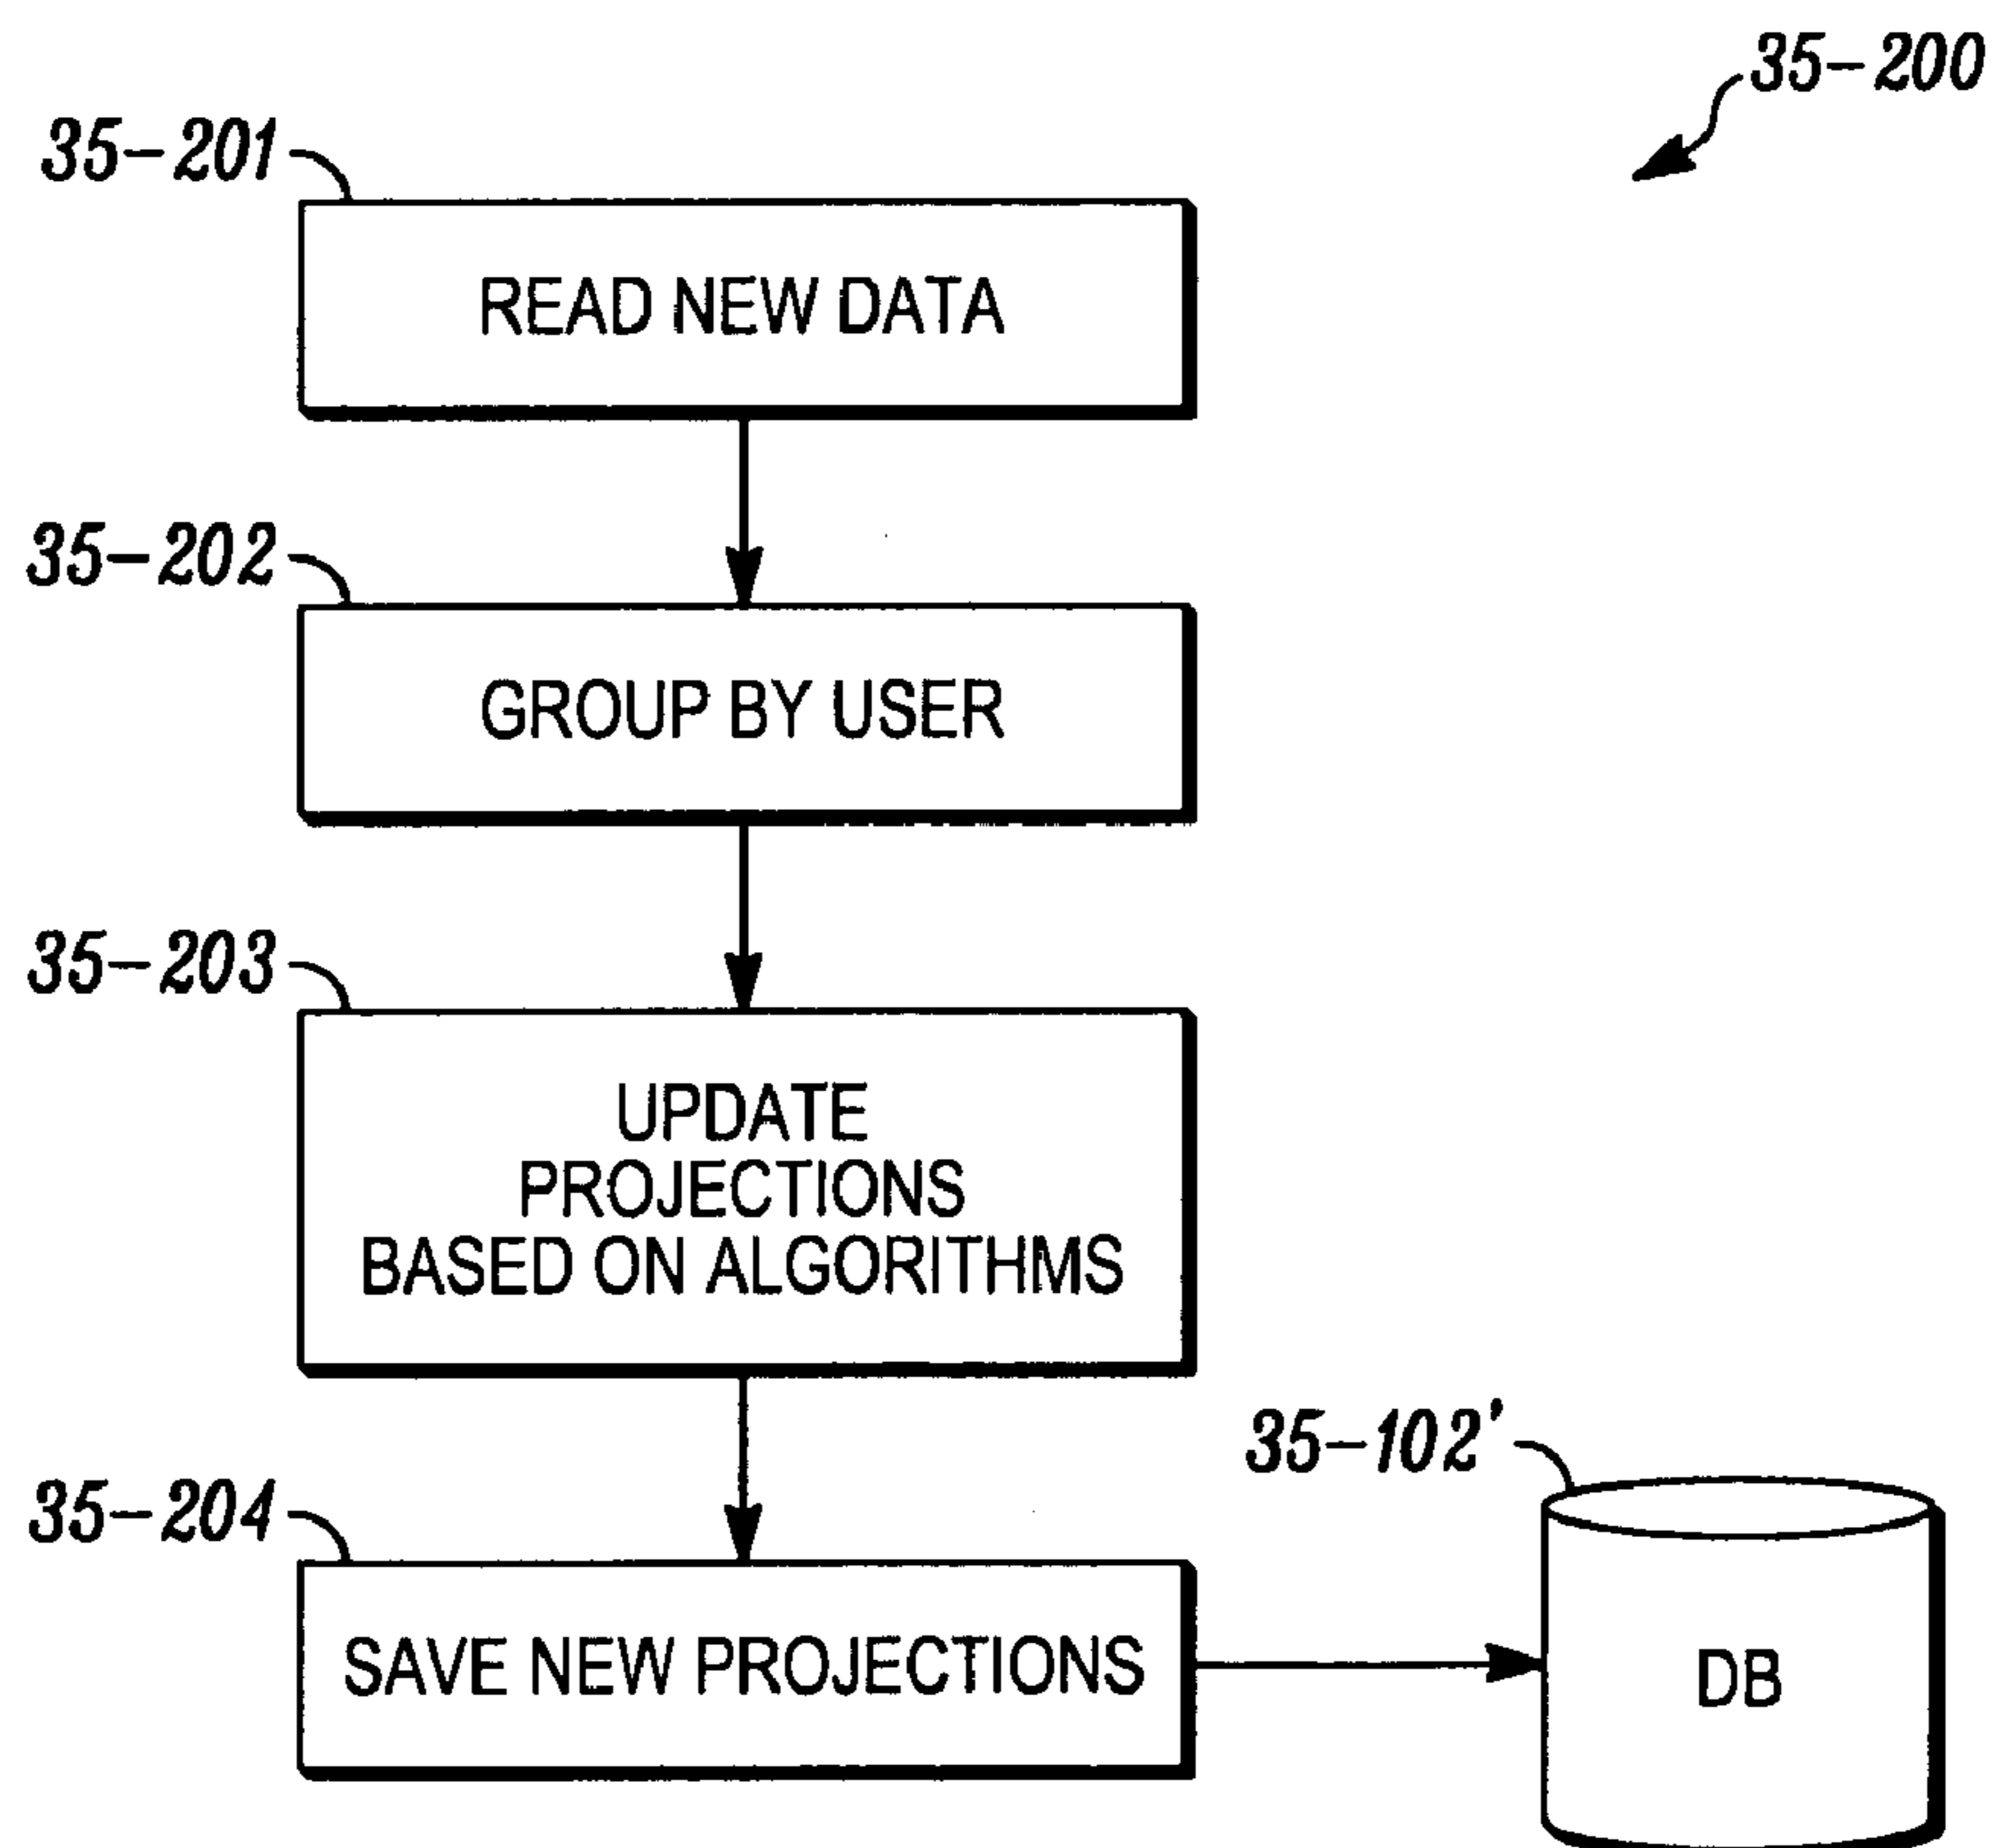 35-200
35-201
READ NEW DATA
35-202
GROUP BY USER
35-203
UPDATE
PROJECTIONS
BASED ON ALGORITHMS
35-102'
35-204
SAVE NEW PROJECTIONS
DB